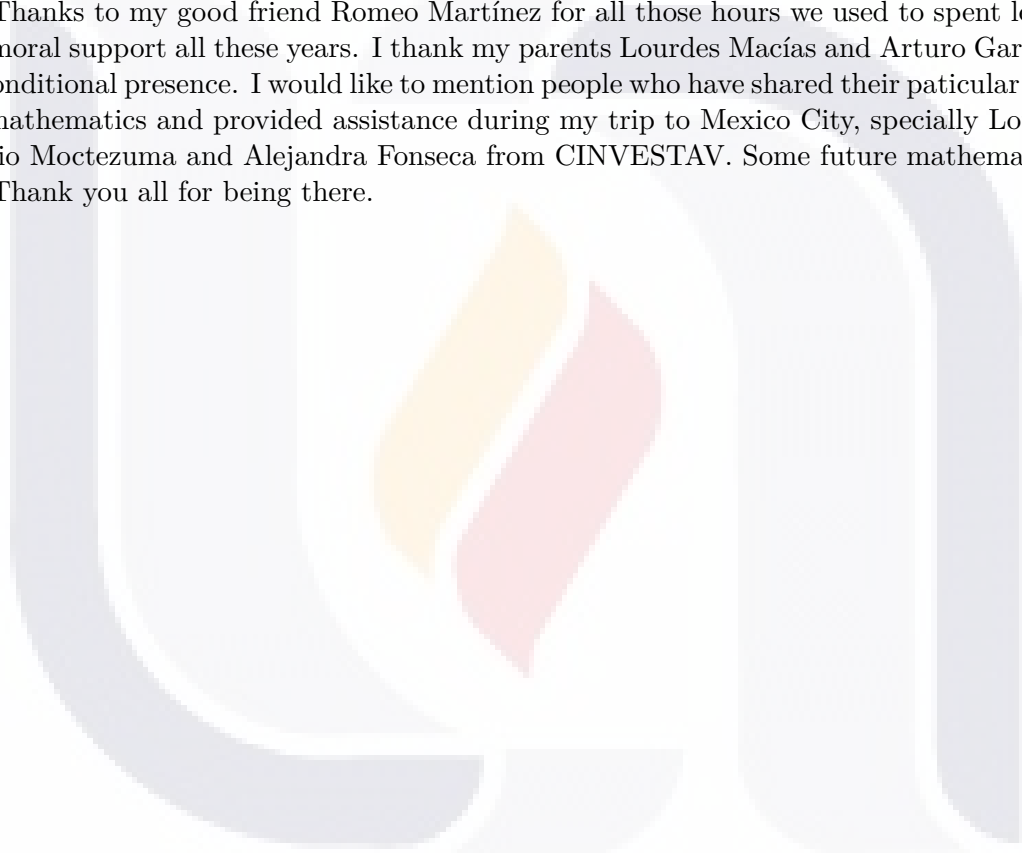 Thanks to my good friend Romeo Martínez for all those hours we used to spent
moral support all these years. I thank my parents Lourdes Macías and Arturo Gar
onditional presence. I would like to mention people who have shared their paticular
mathematics and provided assistance during my trip to Mexico City, specially Lo
io Moctezuma and Alejandra Fonseca from CINVESTAV. Some future mathema
Thank you all for being there.